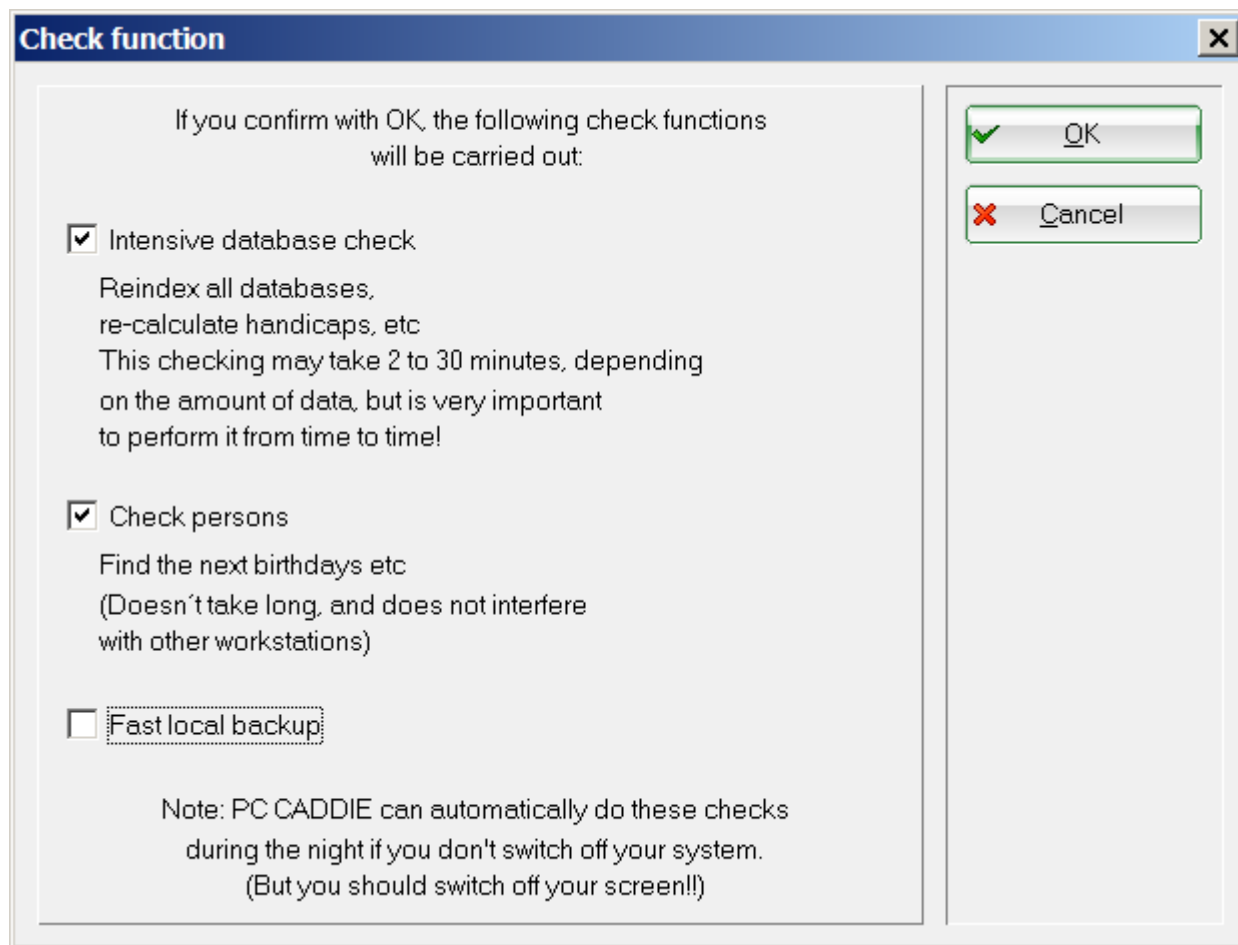 Check function
If you confirm with OK, the following check functions
will be carried out:
OK
Cancel
Intensive database check
Reindex all databases,
re-calculate handicaps, etc
This checking may take 2 to 30 minutes, depending
on the amount of data, but is very important
to perform it from time to time!
Check persons
Find the next birthdays etc
(Doesn´t take long, and does not interfere
with other workstations)
Fast local backup
Note: PC CADDIE can automatically do these checks
during the night if you don't switch off your system.
(But you should switch off your screen!!)